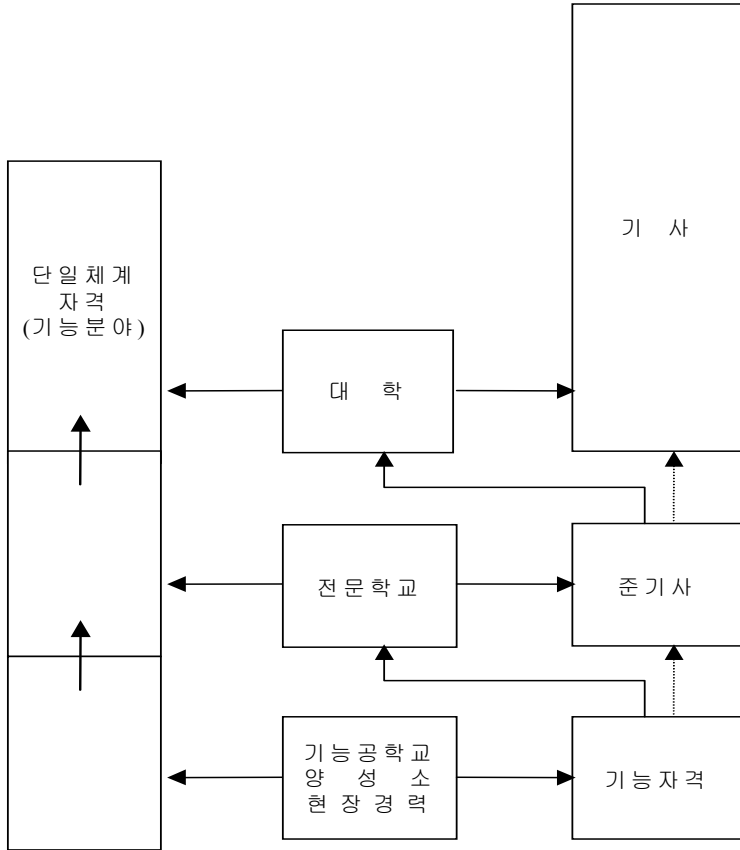 기 사
단일체계
자격
(기능분야)
대 학
전문학교
준기사
기능공학교
양 성 소
현장경력
기능자격